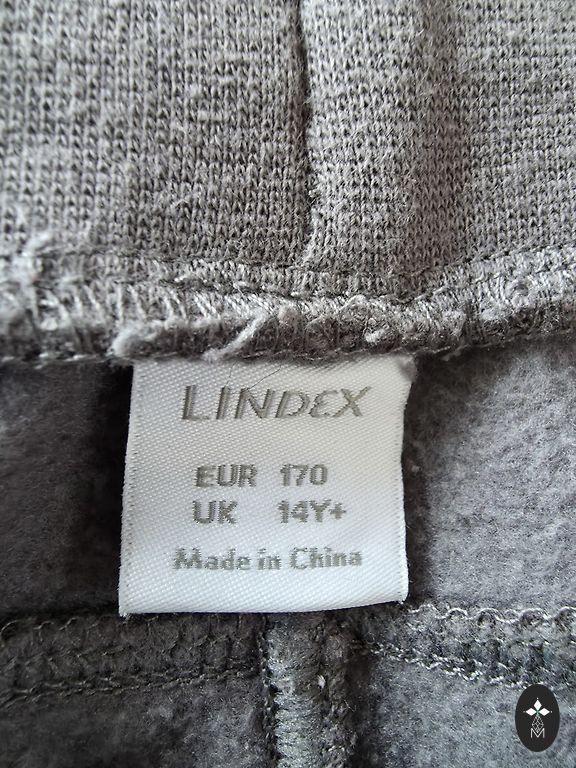 LINDEX
EUR 170
UK 14Y+
Made in China
M